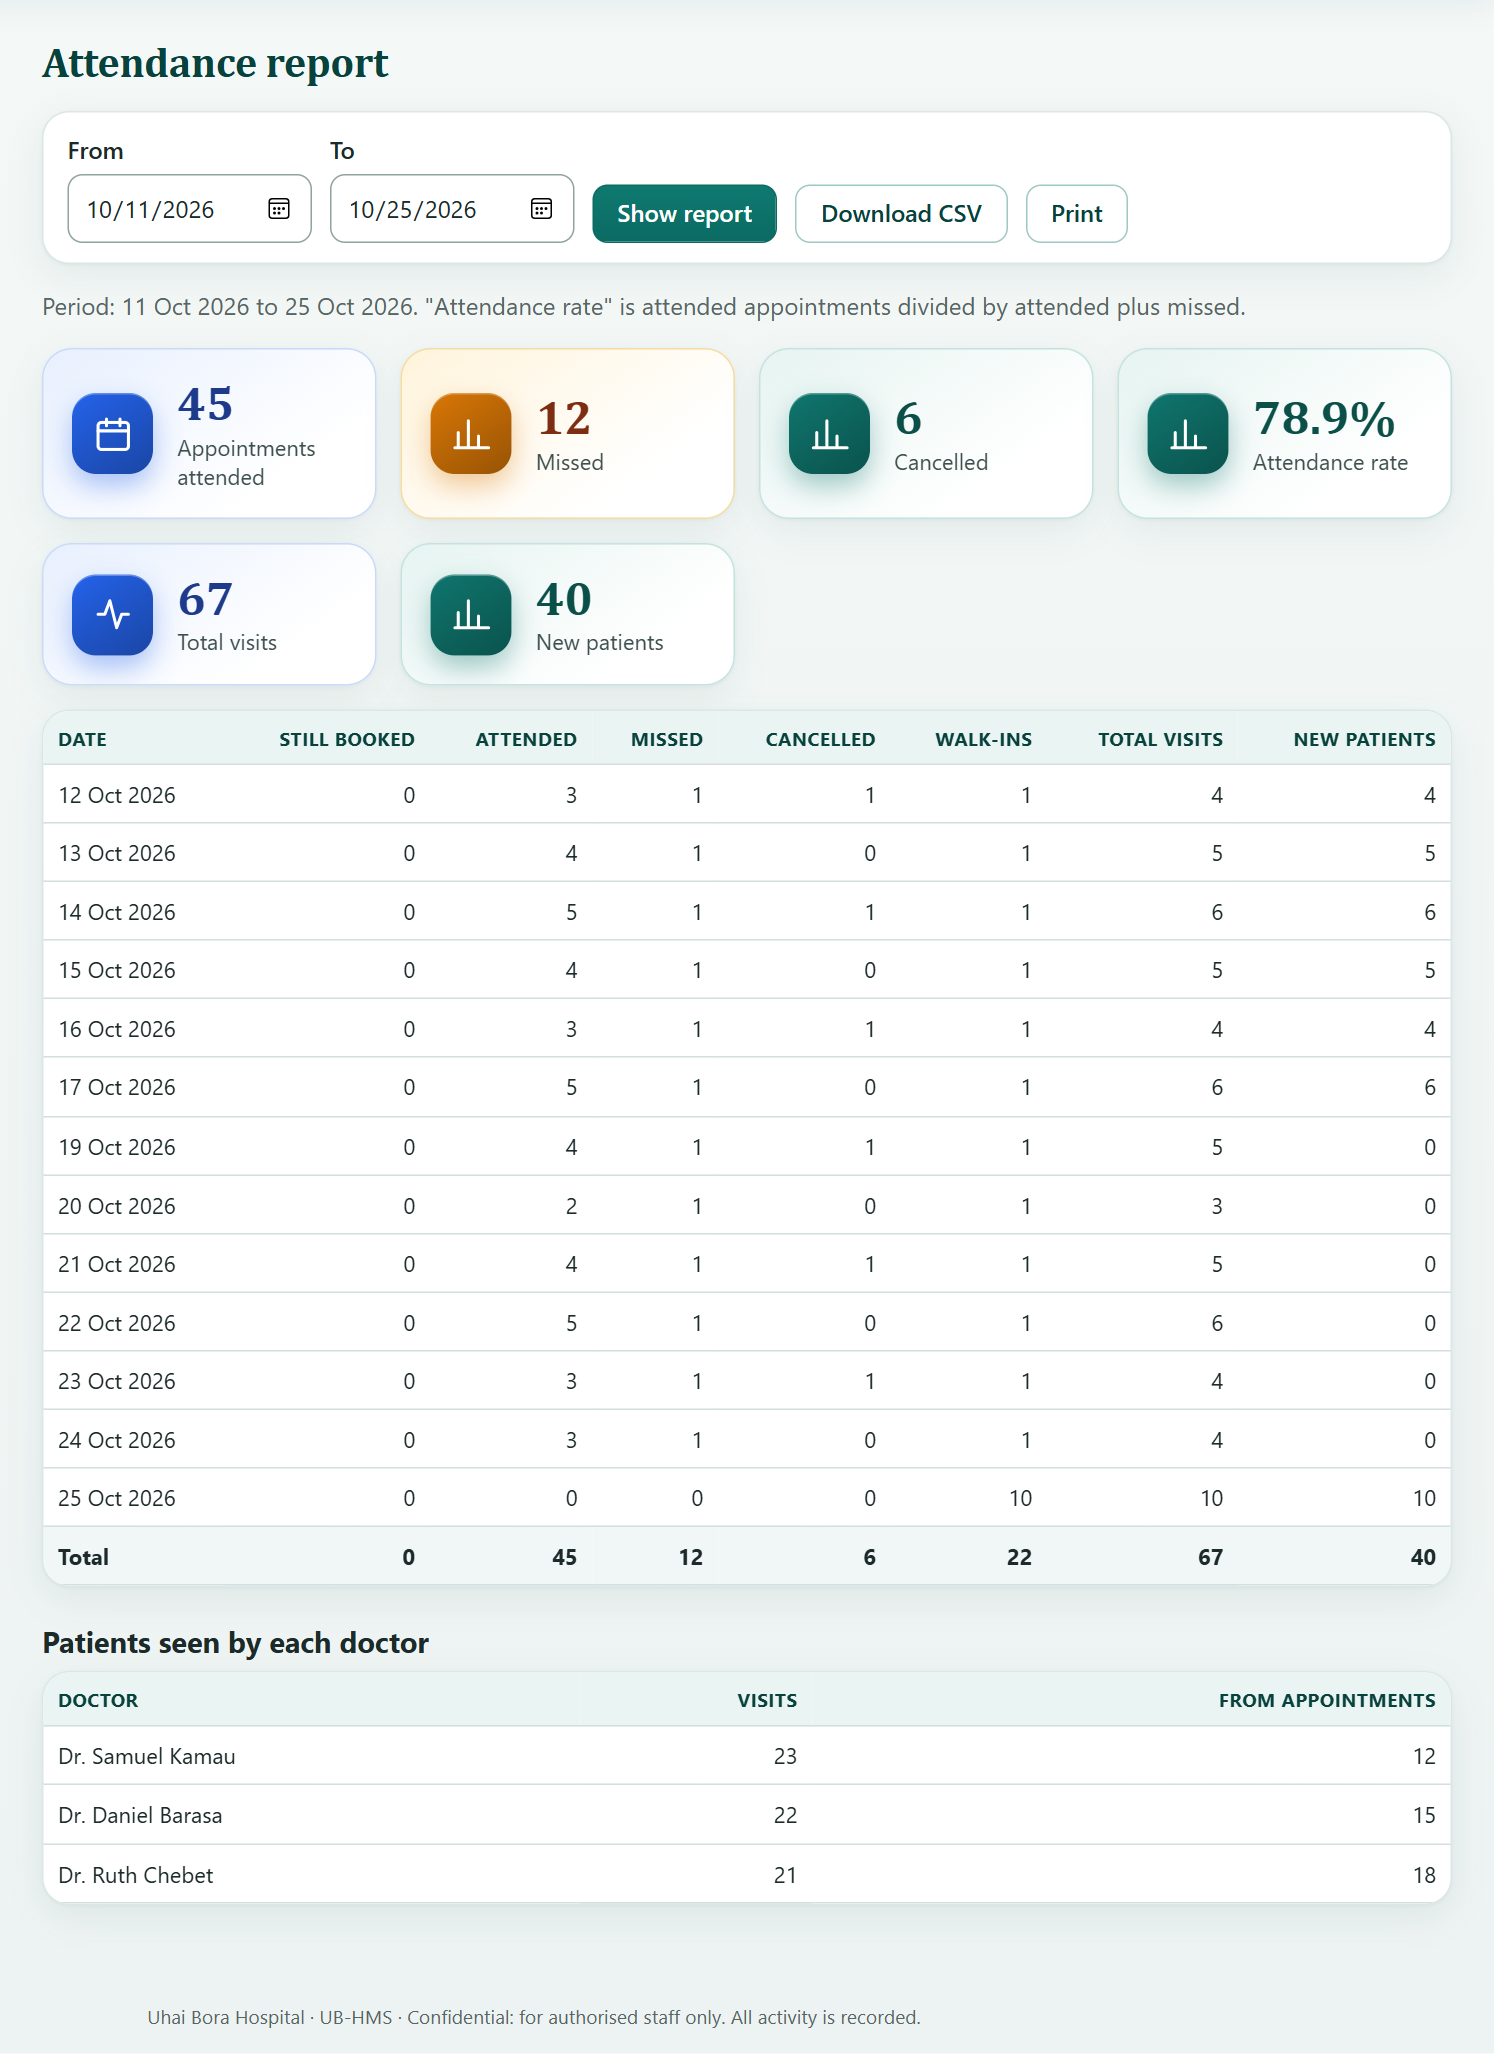 Attendance report
From To
10/11/2026 10/25/2026 Show report Download CSV Print
Period: 11 Oct 2026 to 25 Oct 2026. "Attendance rate" is attended appointments divided by attended plus missed.
45
Appointments
attended
12
Missed
6
Cancelled
78.9%
Attendance rate
67
Total visits
40
New patients
DATE STILL BOOKED ATTENDED MISSED CANCELLED WALK-INS TOTAL VISITS NEW PATIENTS
12 Oct 2026 0 3 1 1 1 4 4
13 Oct 2026 0 4 1 0 1 5 5
14 Oct 2026 0 5 1 1 1 6 6
15 Oct 2026 0 4 1 0 1 5 5
16 Oct 2026 0 3 1 1 1 4 4
17 Oct 2026 0 5 1 0 1 6 6
19 Oct 2026 0 4 1 1 1 5 0
20 Oct 2026 0 2 1 0 1 3 0
21 Oct 2026 0 4 1 1 1 5 0
22 Oct 2026 0 5 1 0 1 6 0
23 Oct 2026 0 3 1 1 1 4 0
24 Oct 2026 0 3 1 0 1 4 0
25 Oct 2026 0 0 0 0 10 10 10
Total 0 45 12 6 22 67 40
Patients seen by each doctor
DOCTOR VISITS FROM APPOINTMENTS
Dr. Samuel Kamau 23 12
Dr. Daniel Barasa 22 15
Dr. Ruth Chebet 21 18
Uhai Bora Hospital · UB-HMS · Confidential: for authorised staff only. All activity is recorded.